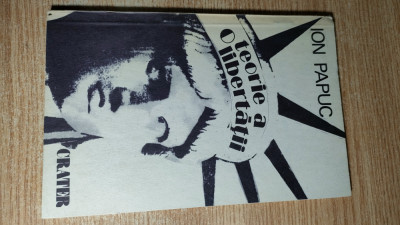 ION PAPUC
O teorie a
libertății
CRATER